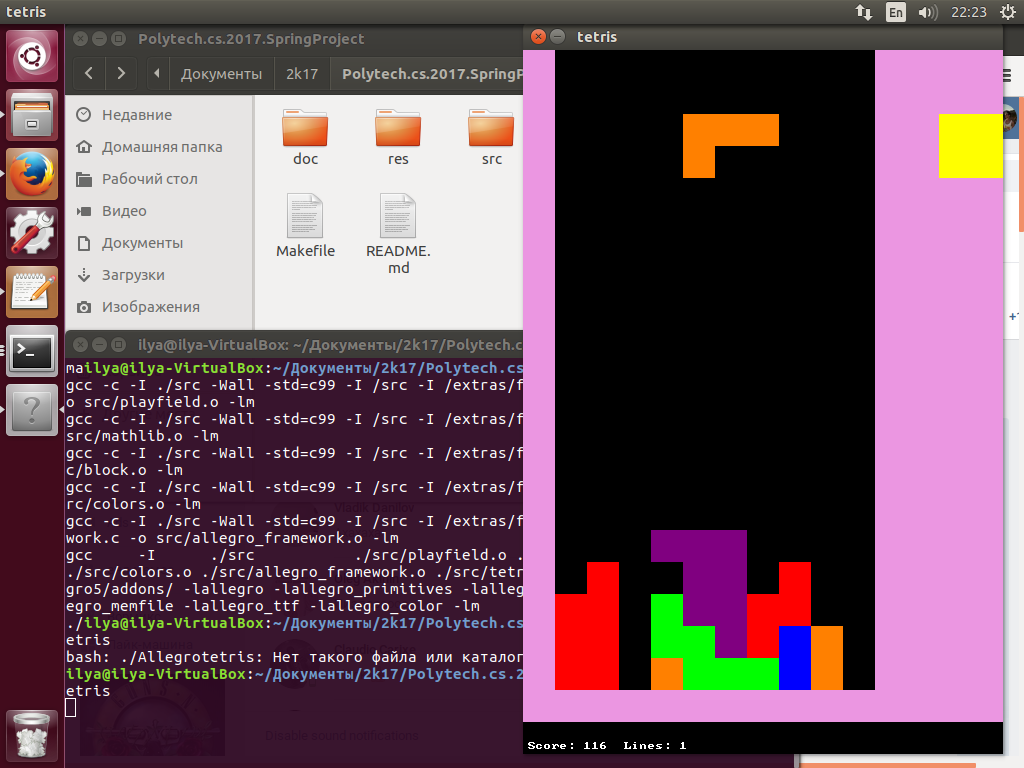 tetris
En
22:23
Polytech.cs.2017.SpringProject
tetris
Документы
2k17
Polytech.cs.2017.SpringP
Недавние
Домашняя папка
Рабочий стол
Видео
Документы
Загрузки
Изображения
doc
res
src
Makefile
README.
md
ilya@ilya-VirtualBox: ~/Документы/2k17/Polytech.c
mailya@ilya-VirtualBox:~/Документы/2k17/Polytech.cs
gcc -c -I ./src -Wall -std=c99 -I /src -I /extras/f
o src/playfield.o -lm
gcc -c -I ./src -Wall -std=c99 -I /src -I /extras/f
src/mathlib.o -lm
gcc -c -I ./src -Wall -std=c99 -I /src -I /extras/f
c/block.o -lm
gcc -c -I ./src -Wall -std=c99 -I /src -I /extras/f
rc/colors.o -lm
gcc -c -I ./src -Wall -std=c99 -I /src -I /extras/f
work.c -o src/allegro_framework.o -lm
gcc -I ./src ./src/playfield.o .
./src/colors.o ./src/allegro_framework.o ./src/tetr
gro5/addons/ -lallegro -lallegro_primitives -lalleg
egro_memfile -lallegro_ttf -lallegro_color -lm
./ilya@ilya-VirtualBox:~/Документы/2k17/Polytech.cs
etris
bash: ./Allegrotetris: Нет такого файла или каталог
ilya@ilya-VirtualBox:~/Документы/2k17/Polytech.cs.2
etris
Disable sound notifications
Score: 116 Lines: 1